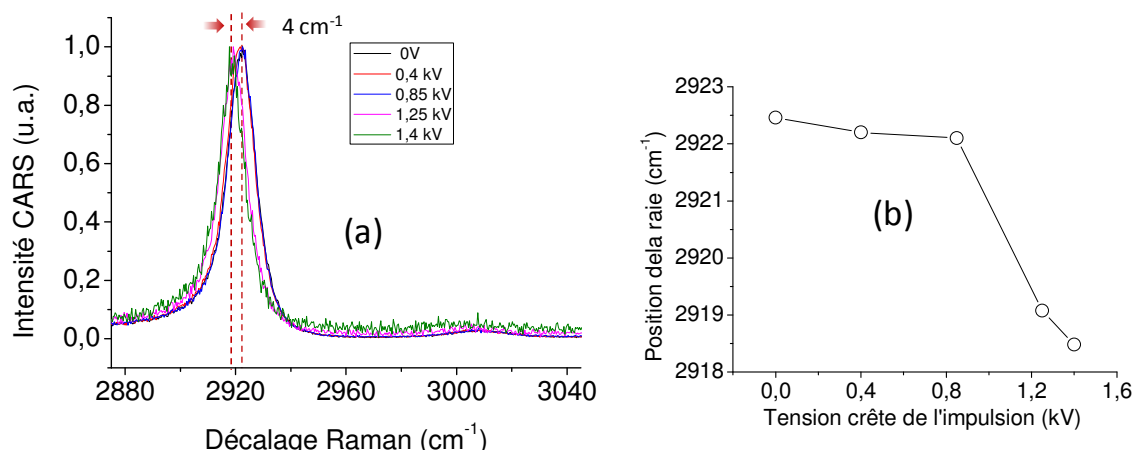 4 cm⁻¹
Intensité CARS (u.a.)
1,0
0,8
0,6
0,4
0,2
0,0
0V
0,4 kV
0,85 kV
1,25 kV
1,4 kV
(a)
2880
2920
2960
3000
3040
Décalage Raman (cm⁻¹)
Position dela raie (cm⁻¹)
2923
2922
2921
2920
2919
2918
(b)
0,0
0,4
0,8
1,2
1,6
Tension crête de l'impulsion (kV)